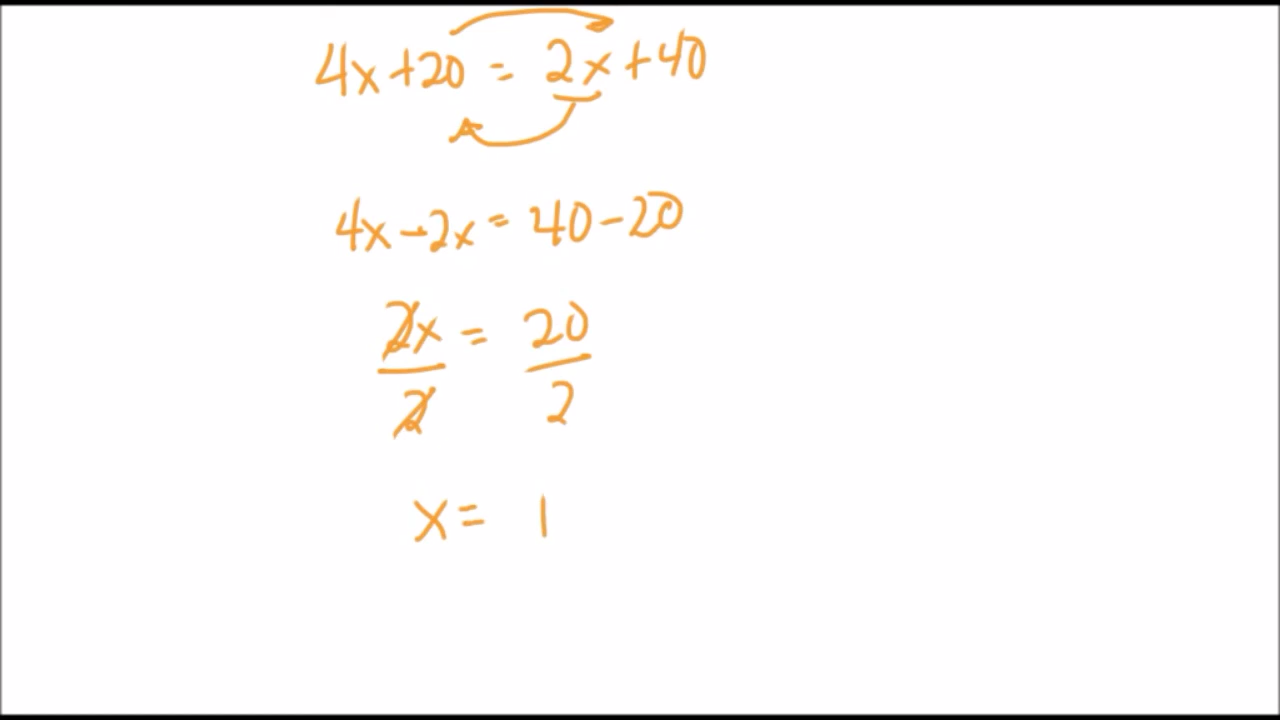 4x+20 = 2x+40
4x-2x = 40-20
2x/2 = 20/2
x = 1